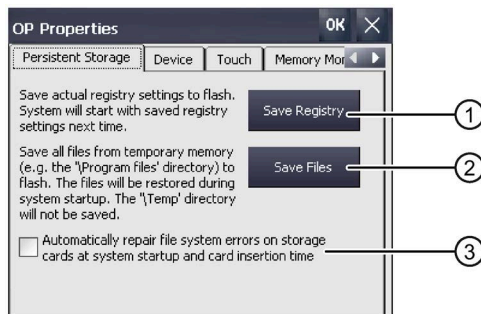 OP Properties OK
Persistent Storage Device Touch Memory Mor
Save actual registry settings to flash.
System will start with saved registry
settings next time.
Save Registry
1
Save all files from temporary memory
(e.g. the '\Program files' directory) to
flash. The files will be restored during
system startup. The '\Temp' directory
will not be saved.
Save Files
2
Automatically repair file system errors on storage
cards at system startup and card insertion time
3